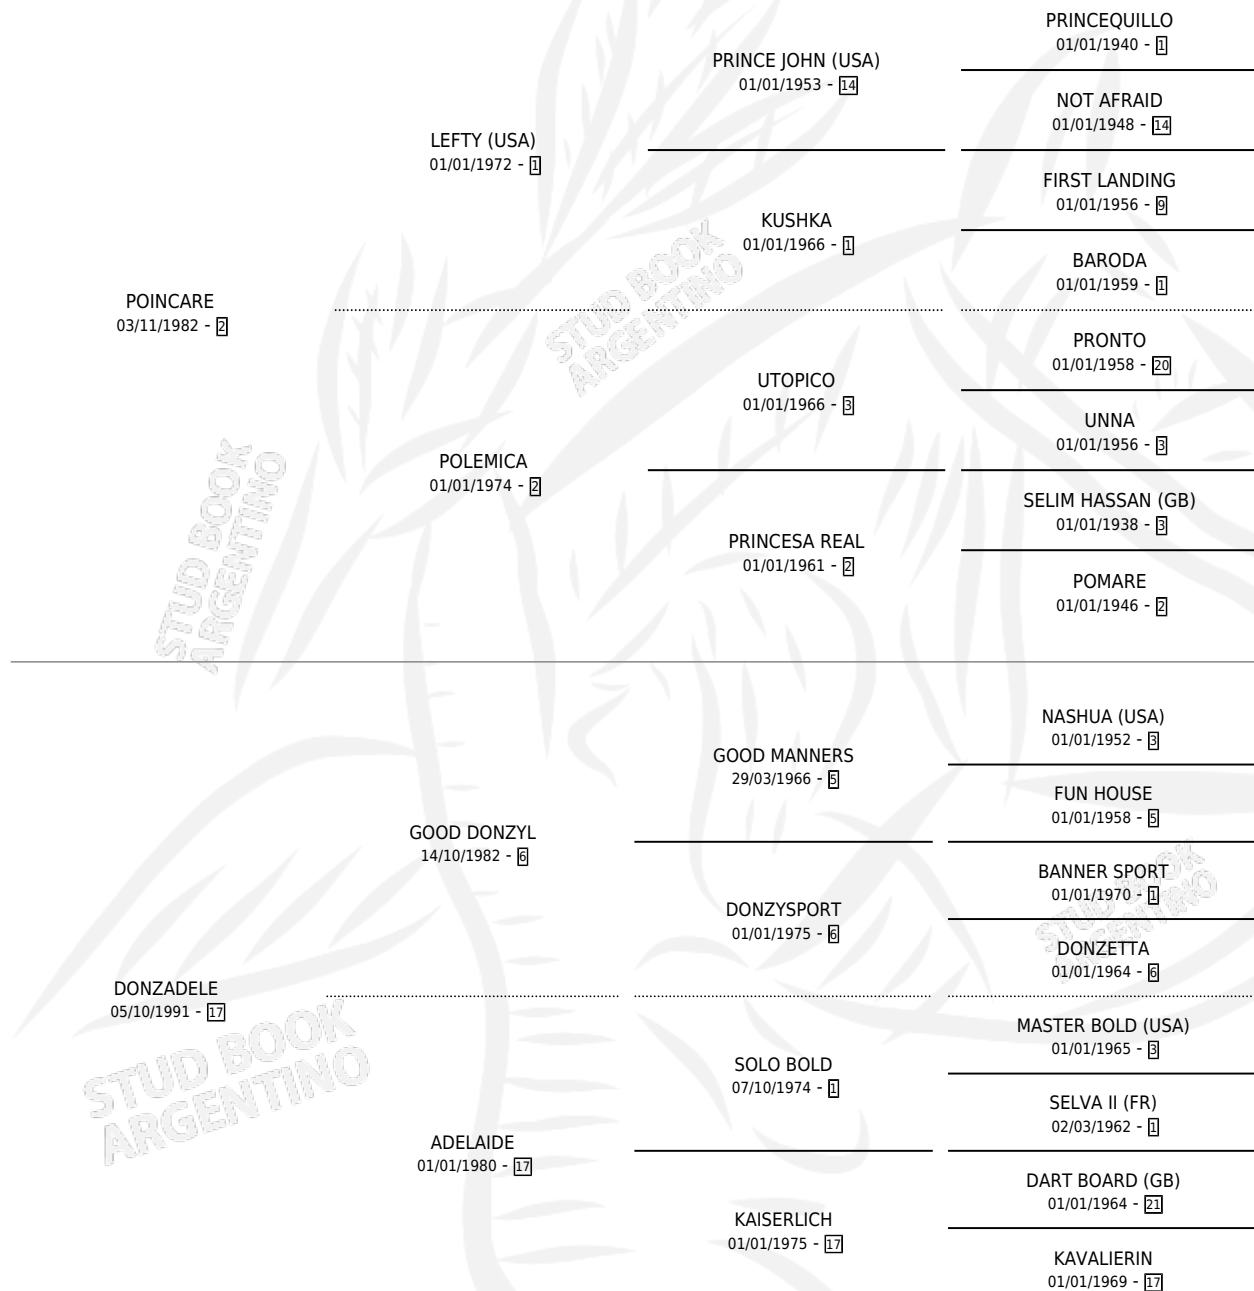 PRINCEQUILLO
01/01/1940 - 1
PRINCE JOHN (USA)
01/01/1953 - 14
NOT AFRAID
01/01/1948 - 14
LEFTY (USA)
01/01/1972 - 1
FIRST LANDING
01/01/1956 - 9
KUSHKA
01/01/1966 - 1
BARODA
01/01/1959 - 1
POINCARE
03/11/1982 - 2
PRONTO
01/01/1958 - 20
UTOPICO
01/01/1966 - 3
UNNA
01/01/1956 - 3
POLEMICA
01/01/1974 - 2
SELIM HASSAN (GB)
01/01/1938 - 3
PRINCESA REAL
01/01/1961 - 2
POMARE
01/01/1946 - 2
NASHUA (USA)
01/01/1952 - 3
GOOD MANNERS
29/03/1966 - 5
FUN HOUSE
01/01/1958 - 5
GOOD DONZYL
14/10/1982 - 6
BANNER SPORT
01/01/1970 - 1
DONZYSPORT
01/01/1975 - 6
DONZETTA
01/01/1964 - 6
DONZADELE
05/10/1991 - 17
MASTER BOLD (USA)
01/01/1965 - 3
SOLO BOLD
07/10/1974 - 1
SELVA II (FR)
02/03/1962 - 1
ADELAIDE
01/01/1980 - 17
DART BOARD (GB)
01/01/1964 - 21
KAISERLICH
01/01/1975 - 17
KAVALIERIN
01/01/1969 - 17
STUD BOOK
ARGENTINO
STUD BOOK
ARGENTINO
STUD BOOK
ARGENTINO
STUD BOOK
ARGENTINO